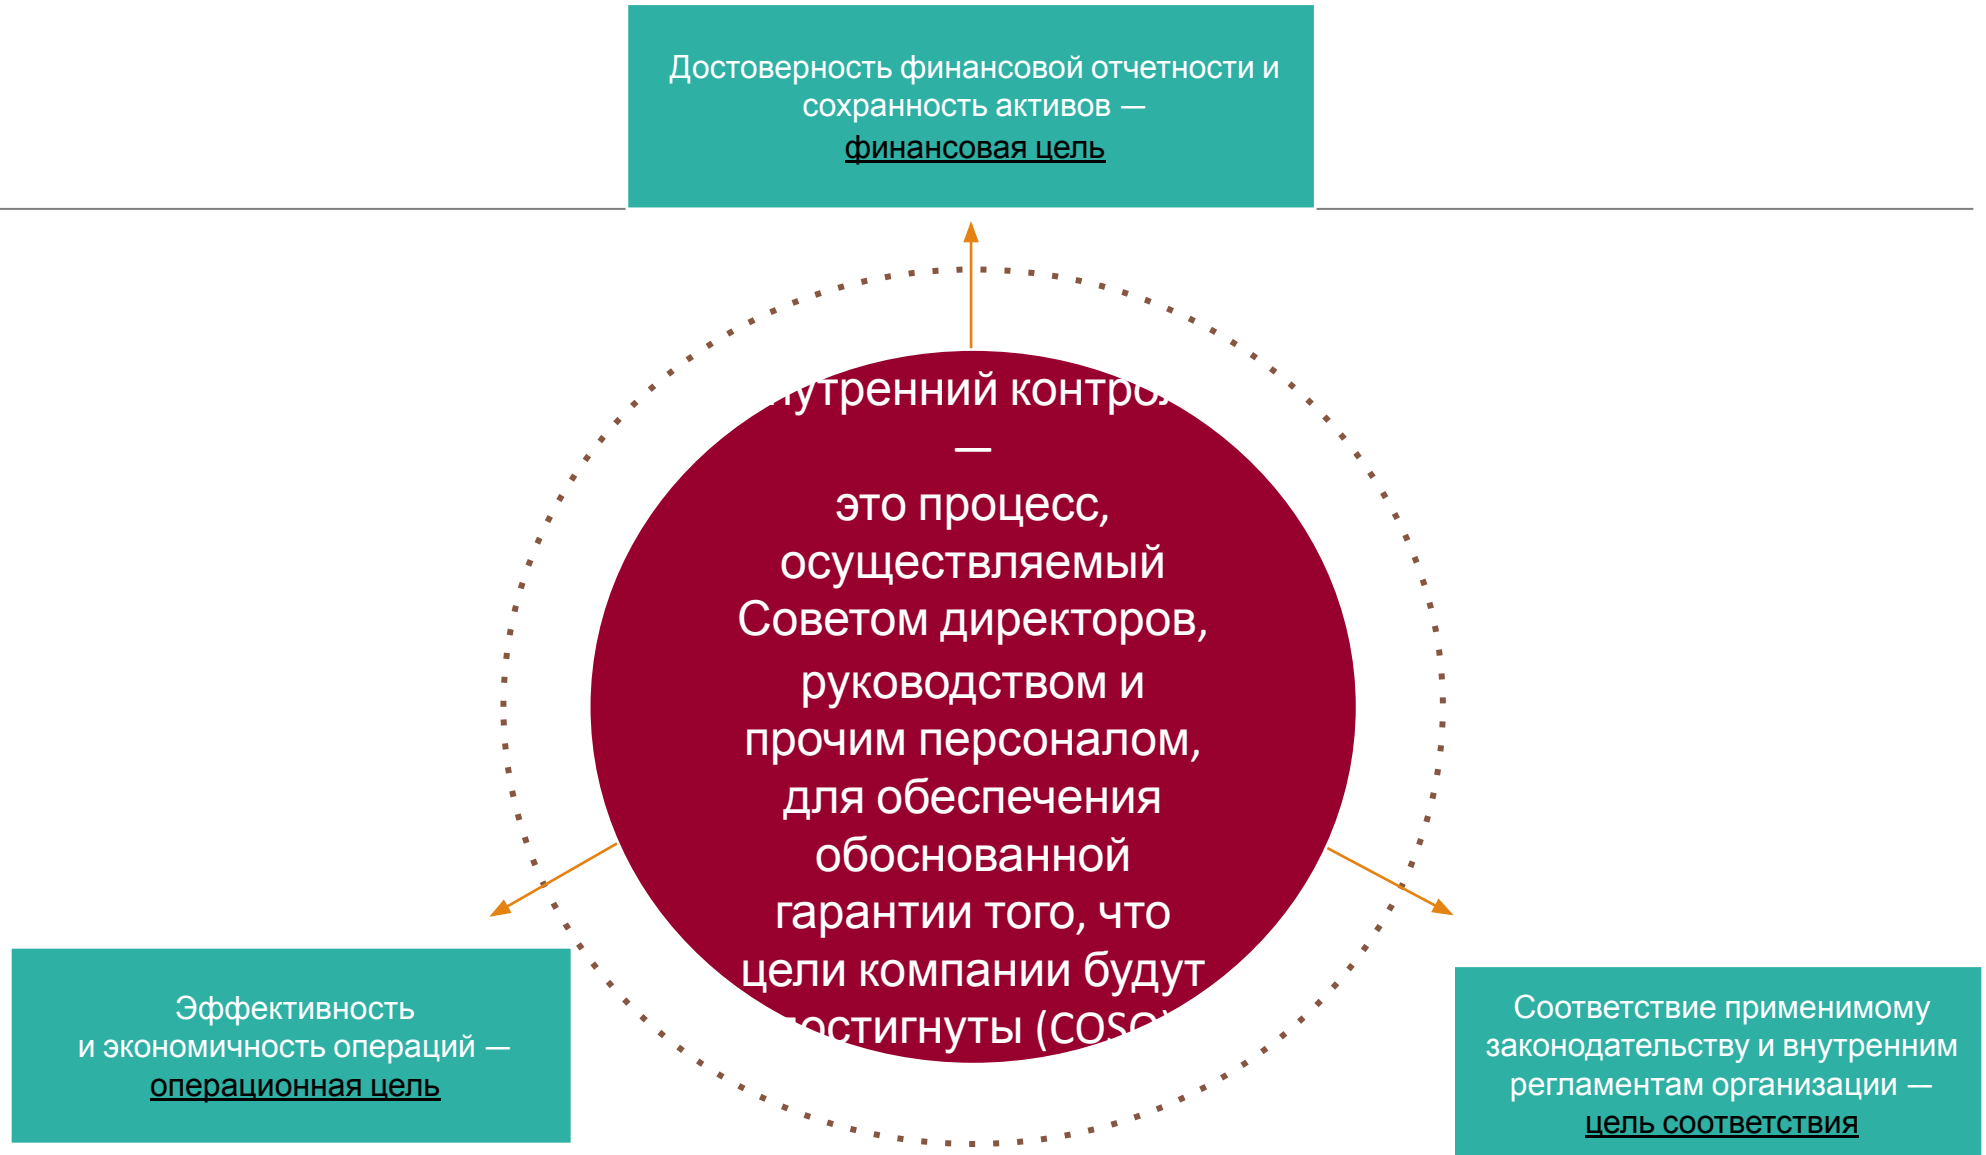 Достоверность финансовой отчетности и
сохранность активов —
финансовая цель
нутренний контрол
—
это процесс,
осуществляемый
Советом директоров,
руководством и
прочим персоналом,
для обеспечения
обоснованной
гарантии того, что
цели компании будут
достигнуты (COSO)
Эффективность
и экономичность операций —
операционная цель
Соответствие применимому
законодательству и внутренним
регламентам организации —
цель соответствия